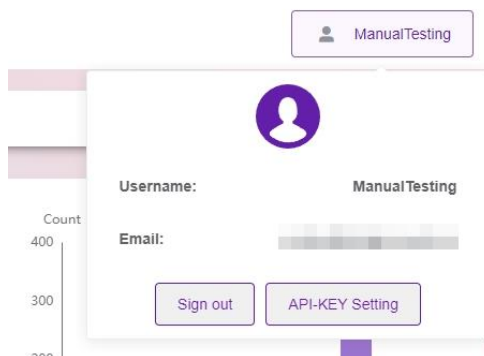 ManualTesting
Username: ManualTesting
Count
400
Email:
300
Sign out API-KEY Setting